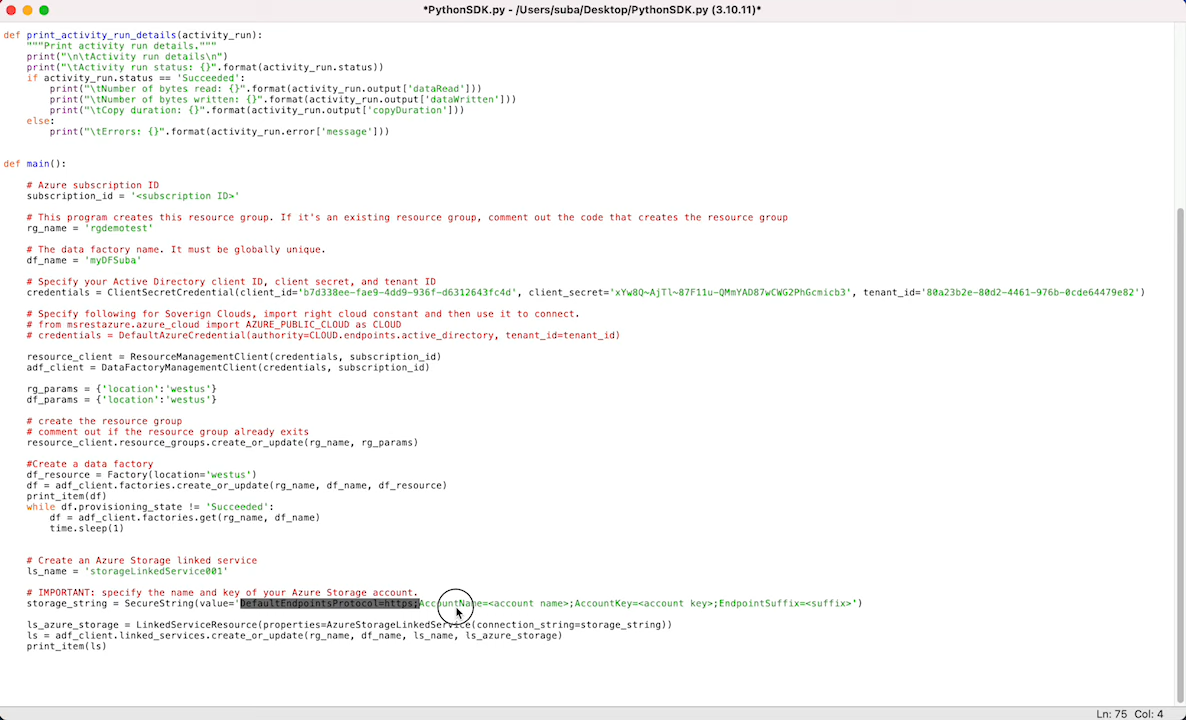 *PythonSDK.py - /Users/suba/Desktop/PythonSDK.py (3.10.11)*
def print_activity_run_details(activity_run):
    """Print activity run details."""
    print("\n\tActivity run details\n")
    print("\tActivity run status: {}".format(activity_run.status))
    if activity_run.status == 'Succeeded':
        print("\tNumber of bytes read: {}".format(activity_run.output['dataRead']))
        print("\tNumber of bytes written: {}".format(activity_run.output['dataWritten']))
        print("\tCopy duration: {}".format(activity_run.output['copyDuration']))
    else:
        print("\tErrors: {}".format(activity_run.error['message']))
def main():
    # Azure subscription ID
    subscription_id = '<subscription ID>'
    # This program creates this resource group. If it's an existing resource group, comment out the code that creates the resource group
    rg_name = 'rgdemotest'
    # The data factory name. It must be globally unique.
    df_name = 'myDFSuba'
    # Specify your Active Directory client ID, client secret, and tenant ID
    credentials = ClientSecretCredential(client_id='b7d338ee-fae9-4dd9-936f-d6312643fc4d', client_secret='xYw8Q~AjTl~87F11u-QMmYAD87wCWG2PhGcmicb3', tenant_id='80a23b2e-80d2-4461-976b-0cde64479e82')
    # Specify following for Soverign Clouds, import right cloud constant and then use it to connect.
    # from msrestazure.azure_cloud import AZURE_PUBLIC_CLOUD as CLOUD
    # credentials = DefaultAzureCredential(authority=CLOUD.endpoints.active_directory, tenant_id=tenant_id)
    resource_client = ResourceManagementClient(credentials, subscription_id)
    adf_client = DataFactoryManagementClient(credentials, subscription_id)
    rg_params = {'location':'westus'}
    df_params = {'location':'westus'}
    # create the resource group
    # comment out if the resource group already exits
    resource_client.resource_groups.create_or_update(rg_name, rg_params)
    #Create a data factory
    df_resource = Factory(location='westus')
    df = adf_client.factories.create_or_update(rg_name, df_name, df_resource)
    print_item(df)
    while df.provisioning_state != 'Succeeded':
        df = adf_client.factories.get(rg_name, df_name)
        time.sleep(1)
    # Create an Azure Storage linked service
    ls_name = 'storageLinkedService001'
    # IMPORTANT: specify the name and key of your Azure Storage account.
    storage_string = SecureString(value='DefaultEndpointsProtocol=https;AccountName=<account name>;AccountKey=<account key>;EndpointSuffix=<suffix>')
    ls_azure_storage = LinkedServiceResource(properties=AzureStorageLinkedService(connection_string=storage_string))
    ls = adf_client.linked_services.create_or_update(rg_name, df_name, ls_name, ls_azure_storage)
    print_item(ls)
Ln: 75 Col: 4